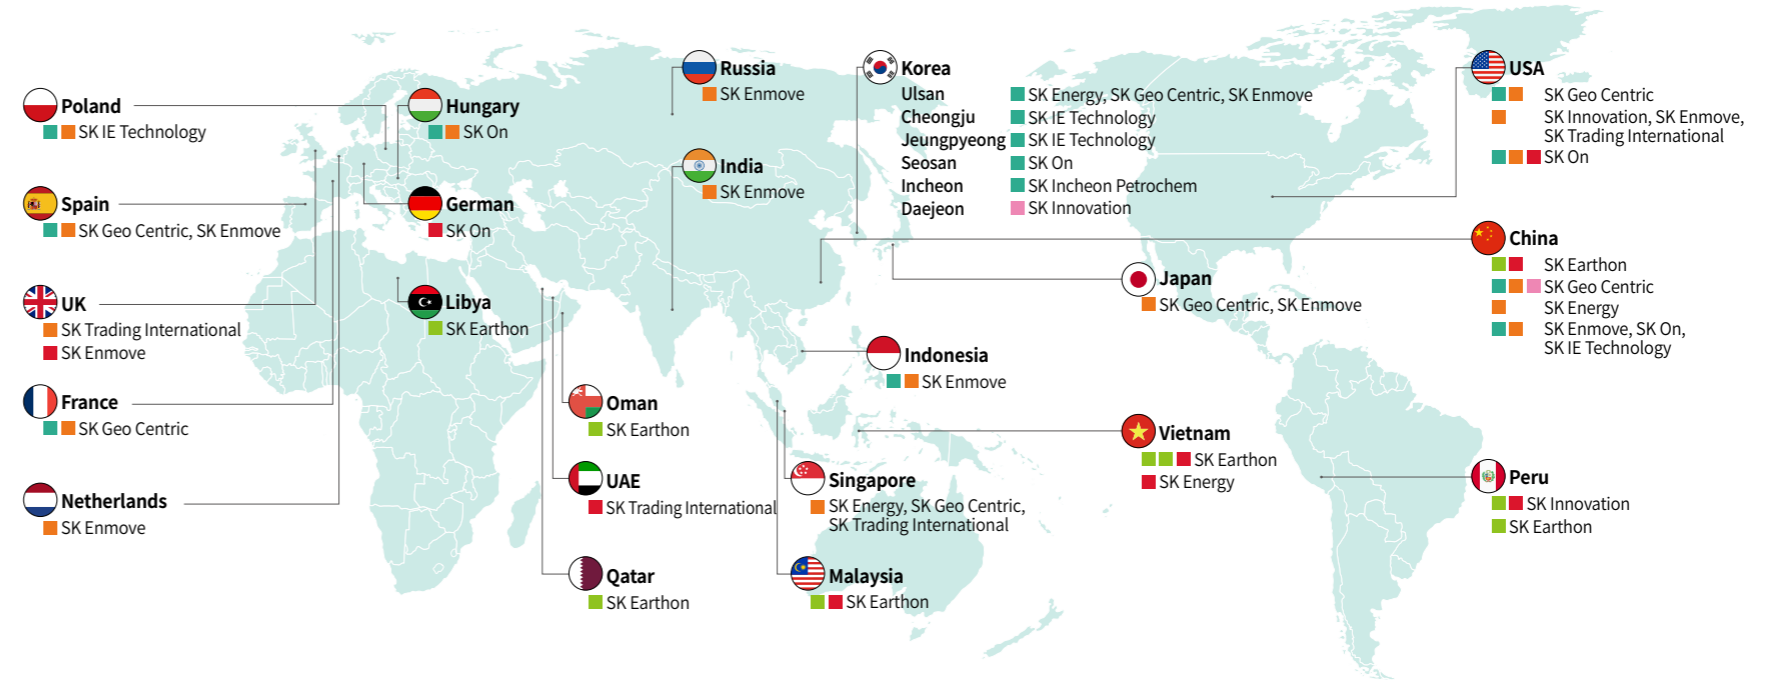 Poland
SK IE Technology
Spain
SK Geo Centric, SK Enmove
UK
SK Trading International
SK Enmove
France
SK Geo Centric
Netherlands
SK Enmove
Hungary
SK On
German
SK On
Libya
SK Earthon
Oman
SK Earthon
UAE
SK Trading International
Qatar
SK Earthon
Russia
SK Enmove
India
SK Enmove
Korea
Ulsan SK Energy, SK Geo Centric, SK Enmove
Cheongju SK IE Technology
Jeungpyeong SK IE Technology
Seosan SK On
Incheon SK Incheon Petrochem
Daejeon SK Innovation
Japan
SK Geo Centric, SK Enmove
Indonesia
SK Enmove
Vietnam
SK Earthon
SK Energy
Singapore
SK Energy, SK Geo Centric,
SK Trading International
Malaysia
SK Earthon
USA
SK Geo Centric
SK Innovation, SK Enmove,
SK Trading International
SK On
China
SK Earthon
SK Geo Centric
SK Energy
SK Enmove, SK On,
SK IE Technology
Peru
SK Innovation
SK Earthon